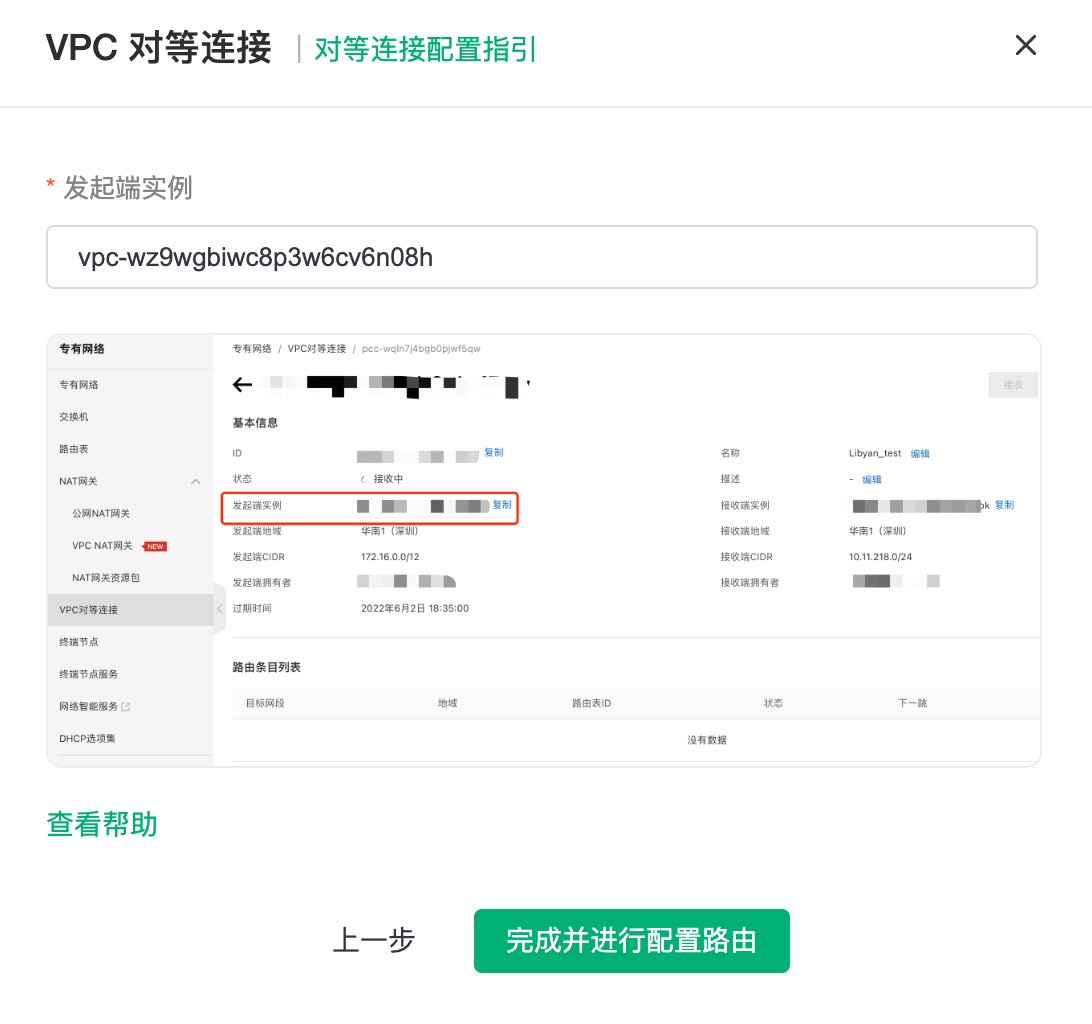 VPC 对等连接 | 对等连接配置指引
* 发起端实例
vpc-wz9wgbiwc8p3w6cv6n08h
专有网络
专有网络
交换机
路由表
NAT网关
公网NAT网关
VPC NAT网关 NEW
NAT网关资源包
VPC对等连接
终端节点
终端节点服务
网络智能服务
DHCP选项集
专有网络 / VPC对等连接 / pcc-wqln7j4bgb0pjwf5qw
接收
基本信息
ID 复制 名称 Libyan_test 编辑
状态 接收中 描述 - 编辑
发起端实例 复制 接收端实例 复制
发起端地域 华南1（深圳） 接收端地域 华南1（深圳）
发起端CIDR 172.16.0.0/12 接收端CIDR 10.11.218.0/24
发起端拥有者 接收端拥有者
过期时间 2022年6月2日 18:35:00
路由条目列表
目标网段 地域 路由表ID 状态 下一跳
没有数据
查看帮助
上一步 完成并进行配置路由